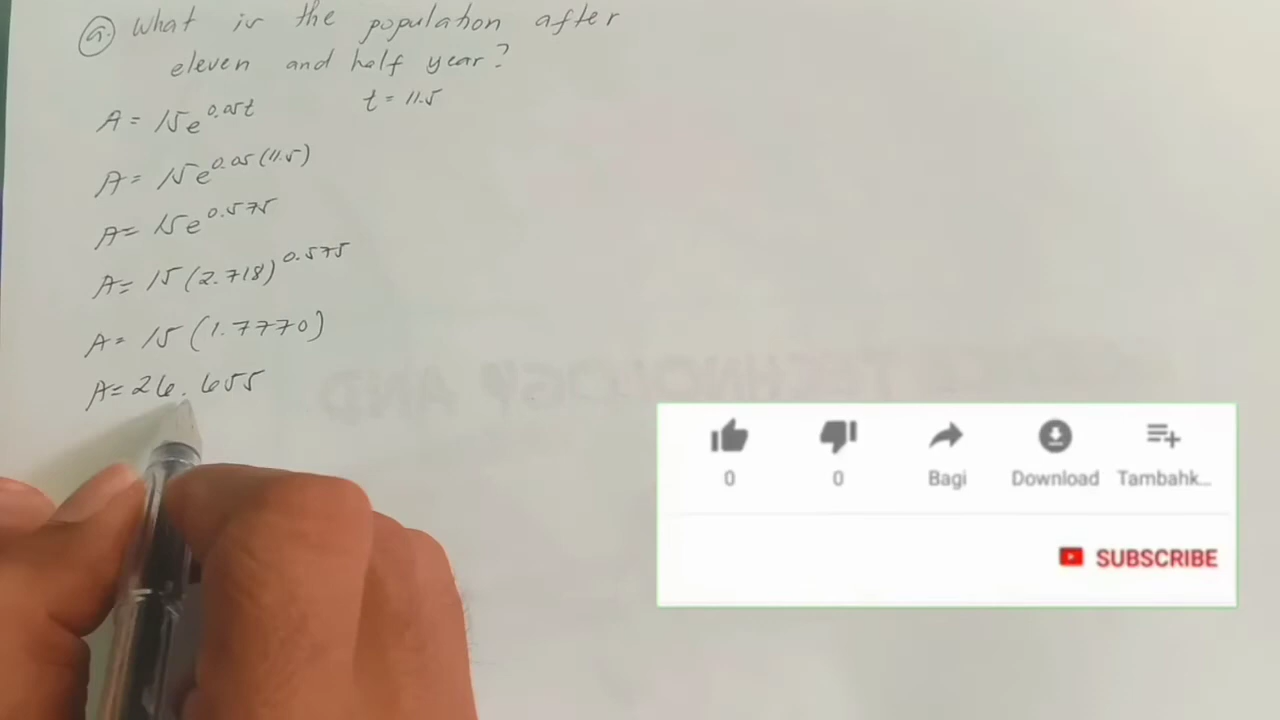 a. What is the population after
eleven and half year?
A = 15e^0.05t t = 11.5
A = 15e^0.05(11.5)
A = 15e^0.575
A = 15(2.718)^0.575
A = 15(1.7770)
A = 26.655
TECHNOLOGY AND
0 0 Bagi Download Tambahk...
SUBSCRIBE